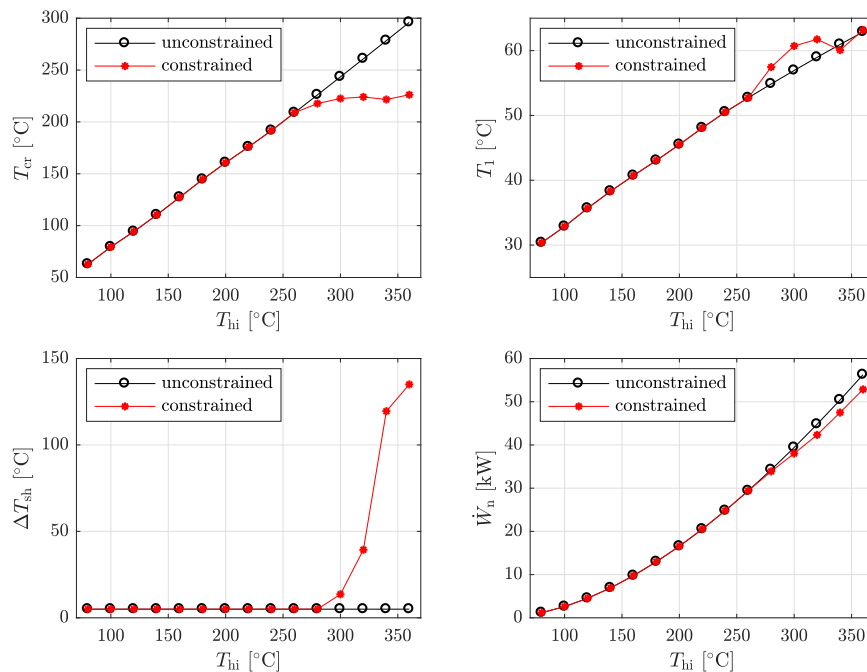 300
250
200
150
100
50
T_cr [°C]
unconstrained
constrained
100 150 200 250 300 350
T_hi [°C]
60
50
40
30
T_1 [°C]
unconstrained
constrained
100 150 200 250 300 350
T_hi [°C]
150
100
50
0
ΔT_sh [°C]
unconstrained
constrained
100 150 200 250 300 350
T_hi [°C]
60
50
40
30
20
10
0
Ẇ_n [kW]
unconstrained
constrained
100 150 200 250 300 350
T_hi [°C]